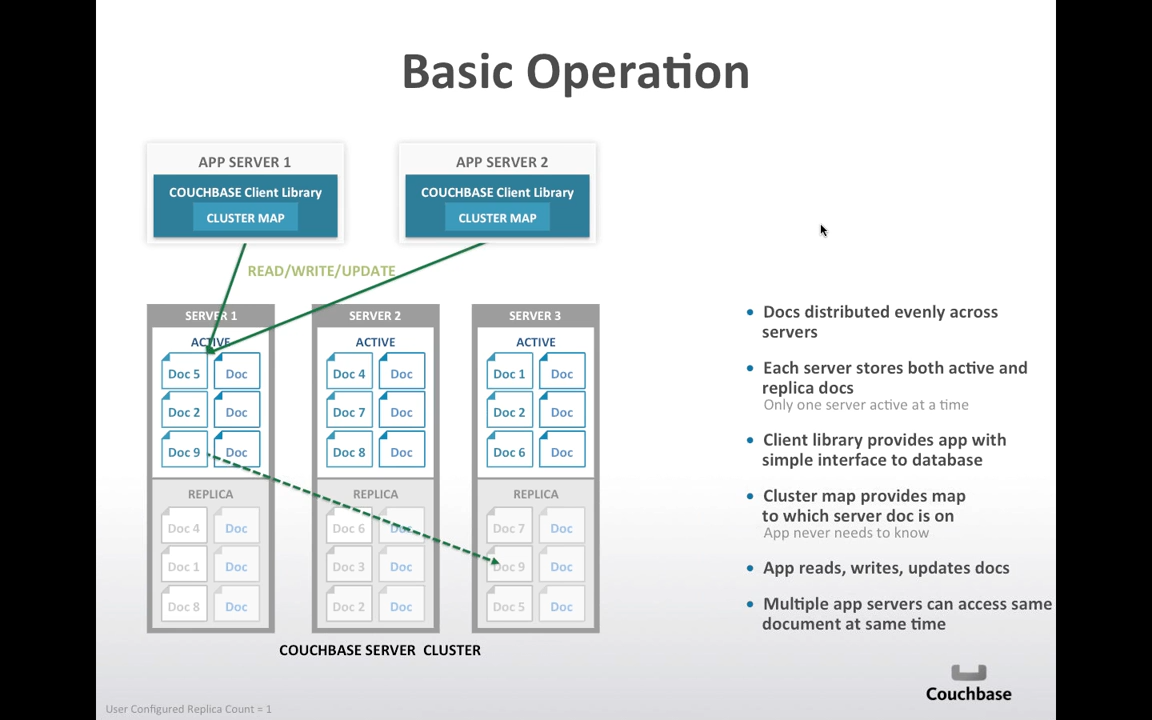 Basic Operation
APP SERVER 1
COUCHBASE Client Library
CLUSTER MAP
APP SERVER 2
COUCHBASE Client Library
CLUSTER MAP
READ/WRITE/UPDATE
SERVER 1
ACTIVE
Doc 5 Doc
Doc 2 Doc
Doc 9 Doc
REPLICA
Doc 4 Doc
Doc 1 Doc
Doc 8 Doc
SERVER 2
ACTIVE
Doc 4 Doc
Doc 7 Doc
Doc 8 Doc
REPLICA
Doc 6 Doc
Doc 3 Doc
Doc 2 Doc
SERVER 3
ACTIVE
Doc 1 Doc
Doc 2 Doc
Doc 6 Doc
REPLICA
Doc 7 Doc
Doc 9 Doc
Doc 5 Doc
COUCHBASE SERVER CLUSTER
• Docs distributed evenly across
servers
• Each server stores both active and
replica docs
Only one server active at a time
• Client library provides app with
simple interface to database
• Cluster map provides map
to which server doc is on
App never needs to know
• App reads, writes, updates docs
• Multiple app servers can access same
document at same time
Couchbase
User Configured Replica Count = 1